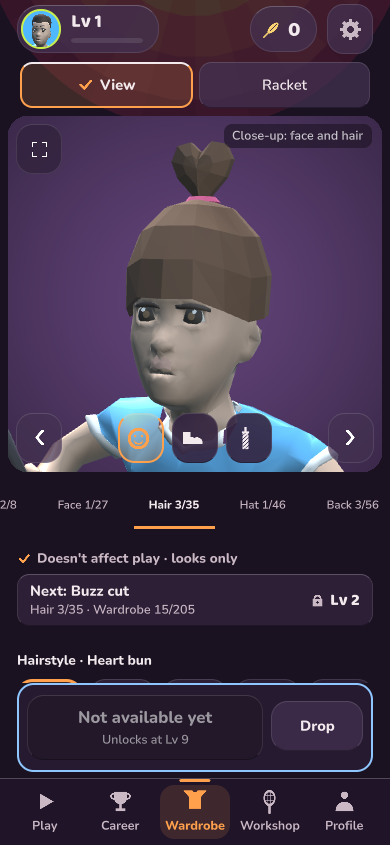 Lv 1
0
View
Racket
Close-up: face and hair
2/8
Face 1/27
Hair 3/35
Hat 1/46
Back 3/56
Doesn't affect play · looks only
Next: Buzz cut
Hair 3/35 · Wardrobe 15/205
Lv 2
Hairstyle · Heart bun
Not available yet
Unlocks at Lv 9
Drop
Play
Career
Wardrobe
Workshop
Profile